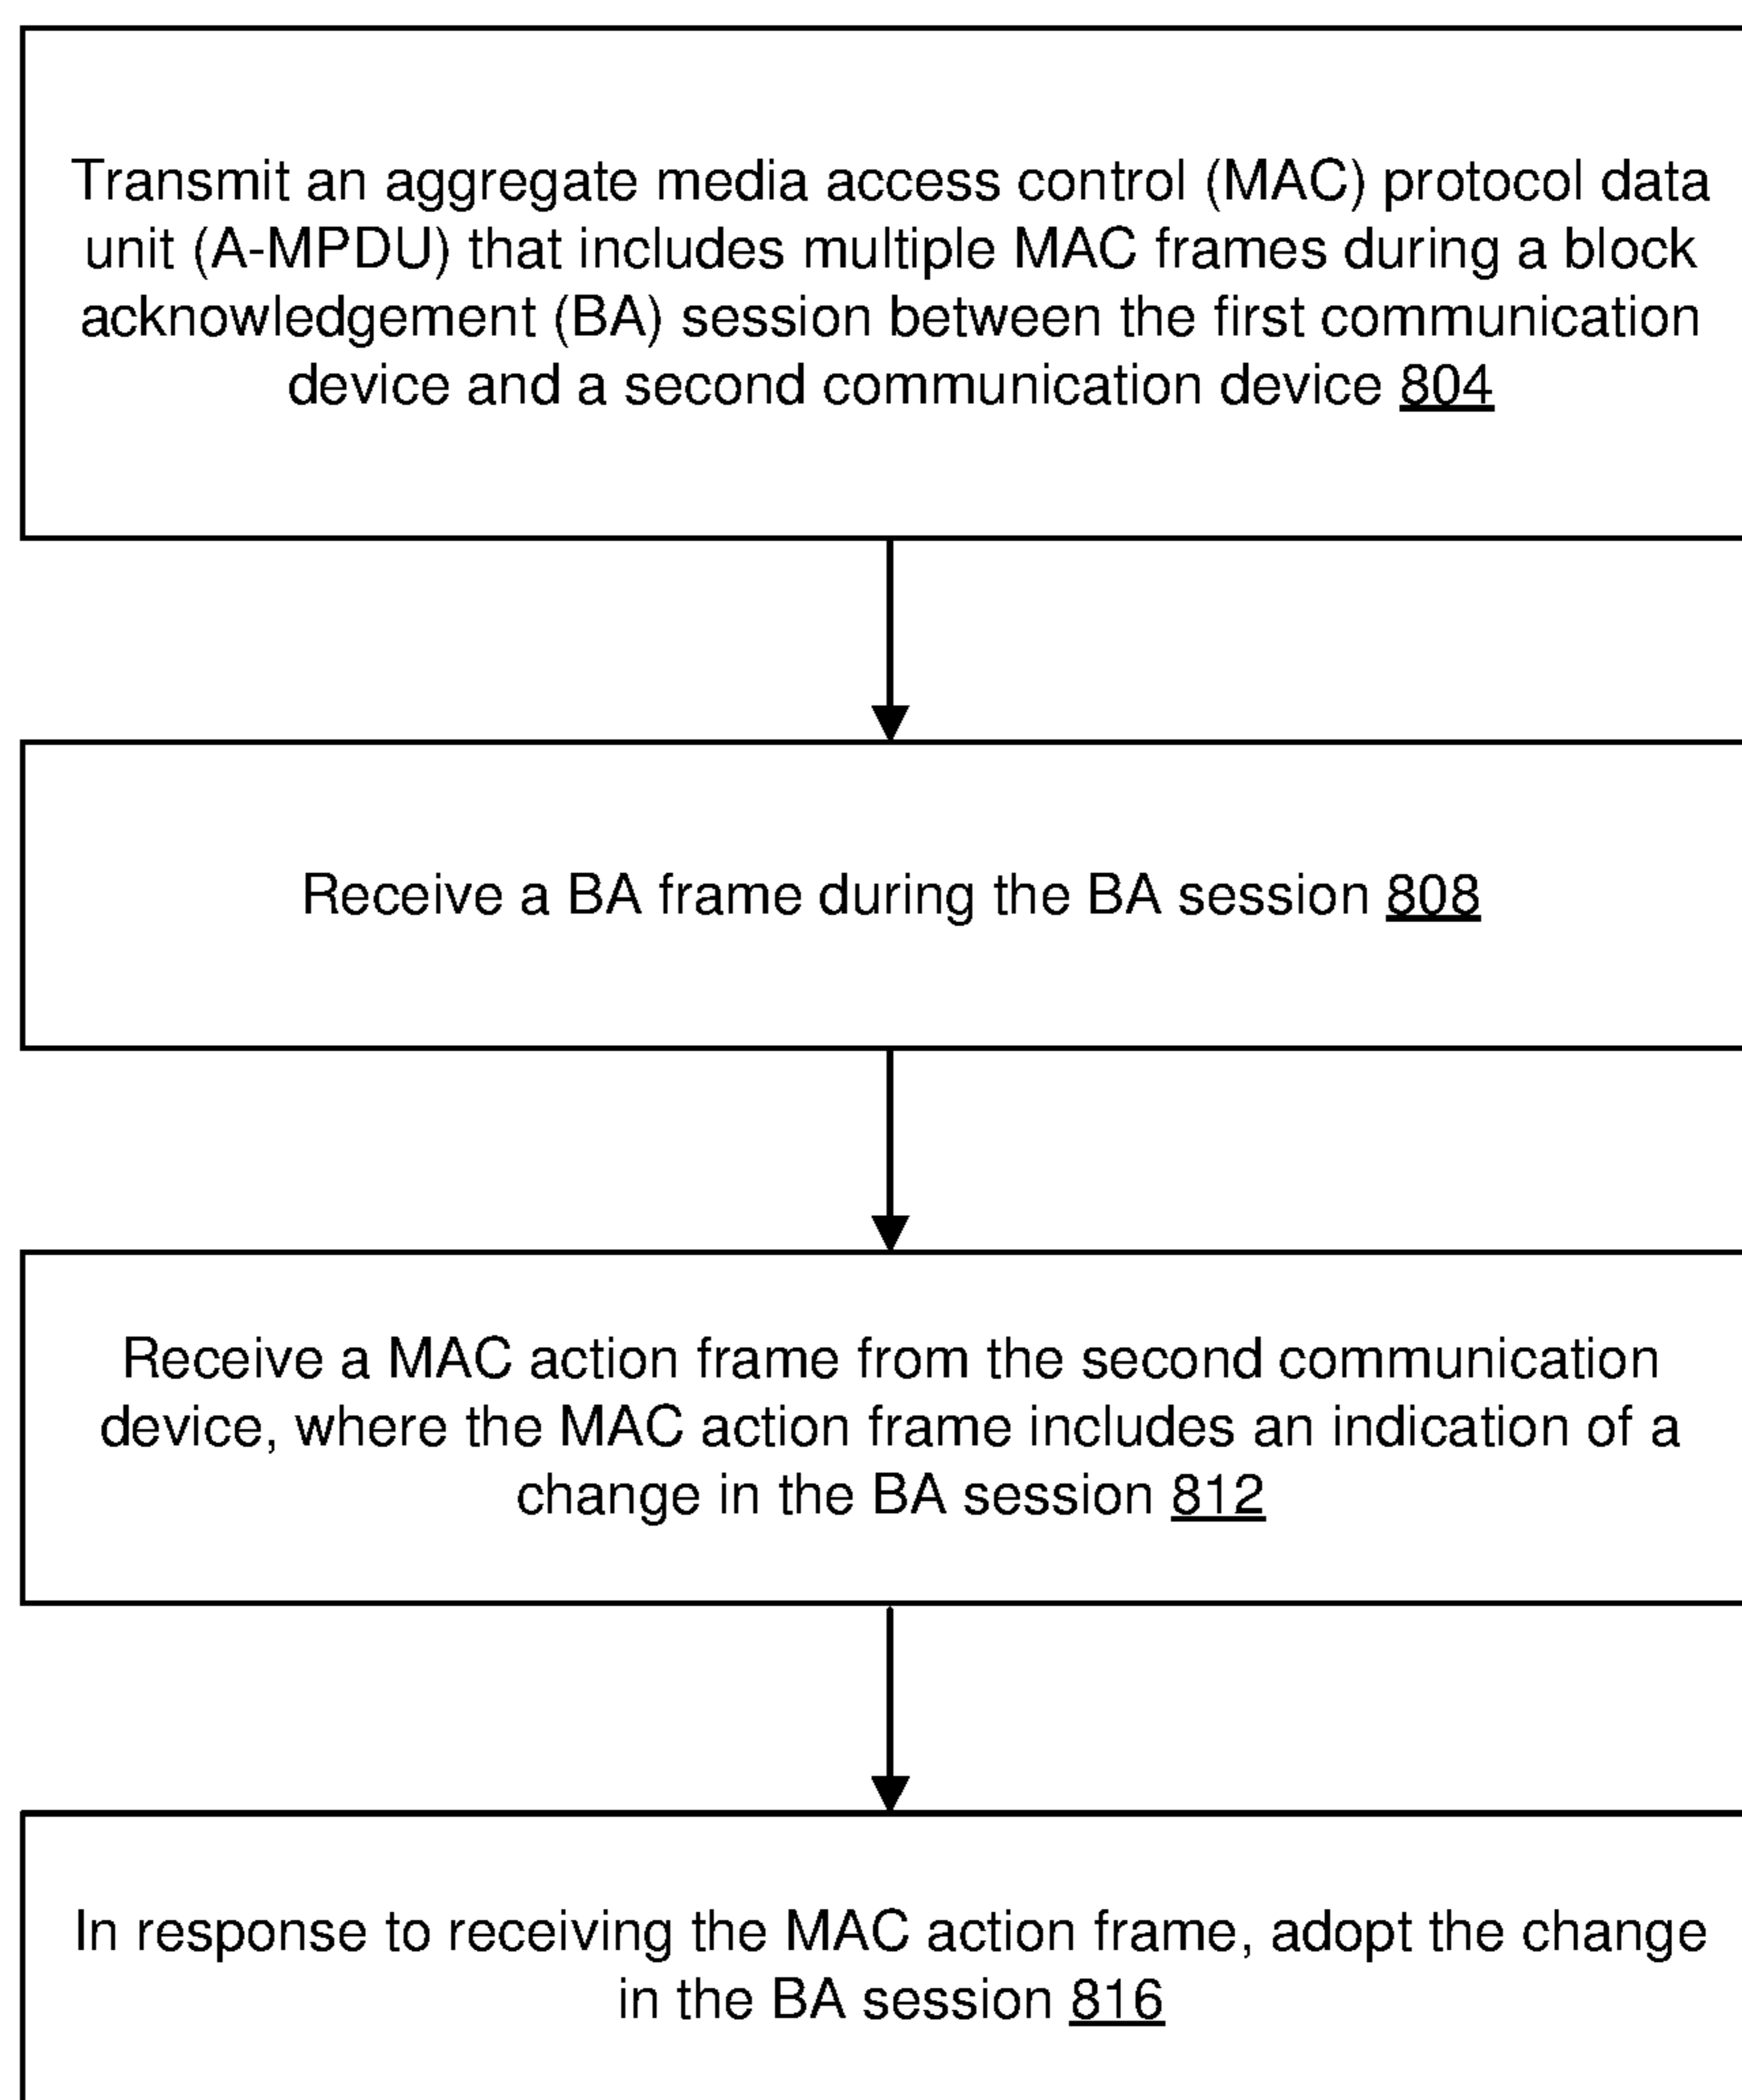 Transmit an aggregate media access control (MAC) protocol data
unit (A-MPDU) that includes multiple MAC frames during a block
acknowledgement (BA) session between the first communication
device and a second communication device 804
Receive a BA frame during the BA session 808
Receive a MAC action frame from the second communication
device, where the MAC action frame includes an indication of a
change in the BA session 812
In response to receiving the MAC action frame, adopt the change
in the BA session 816